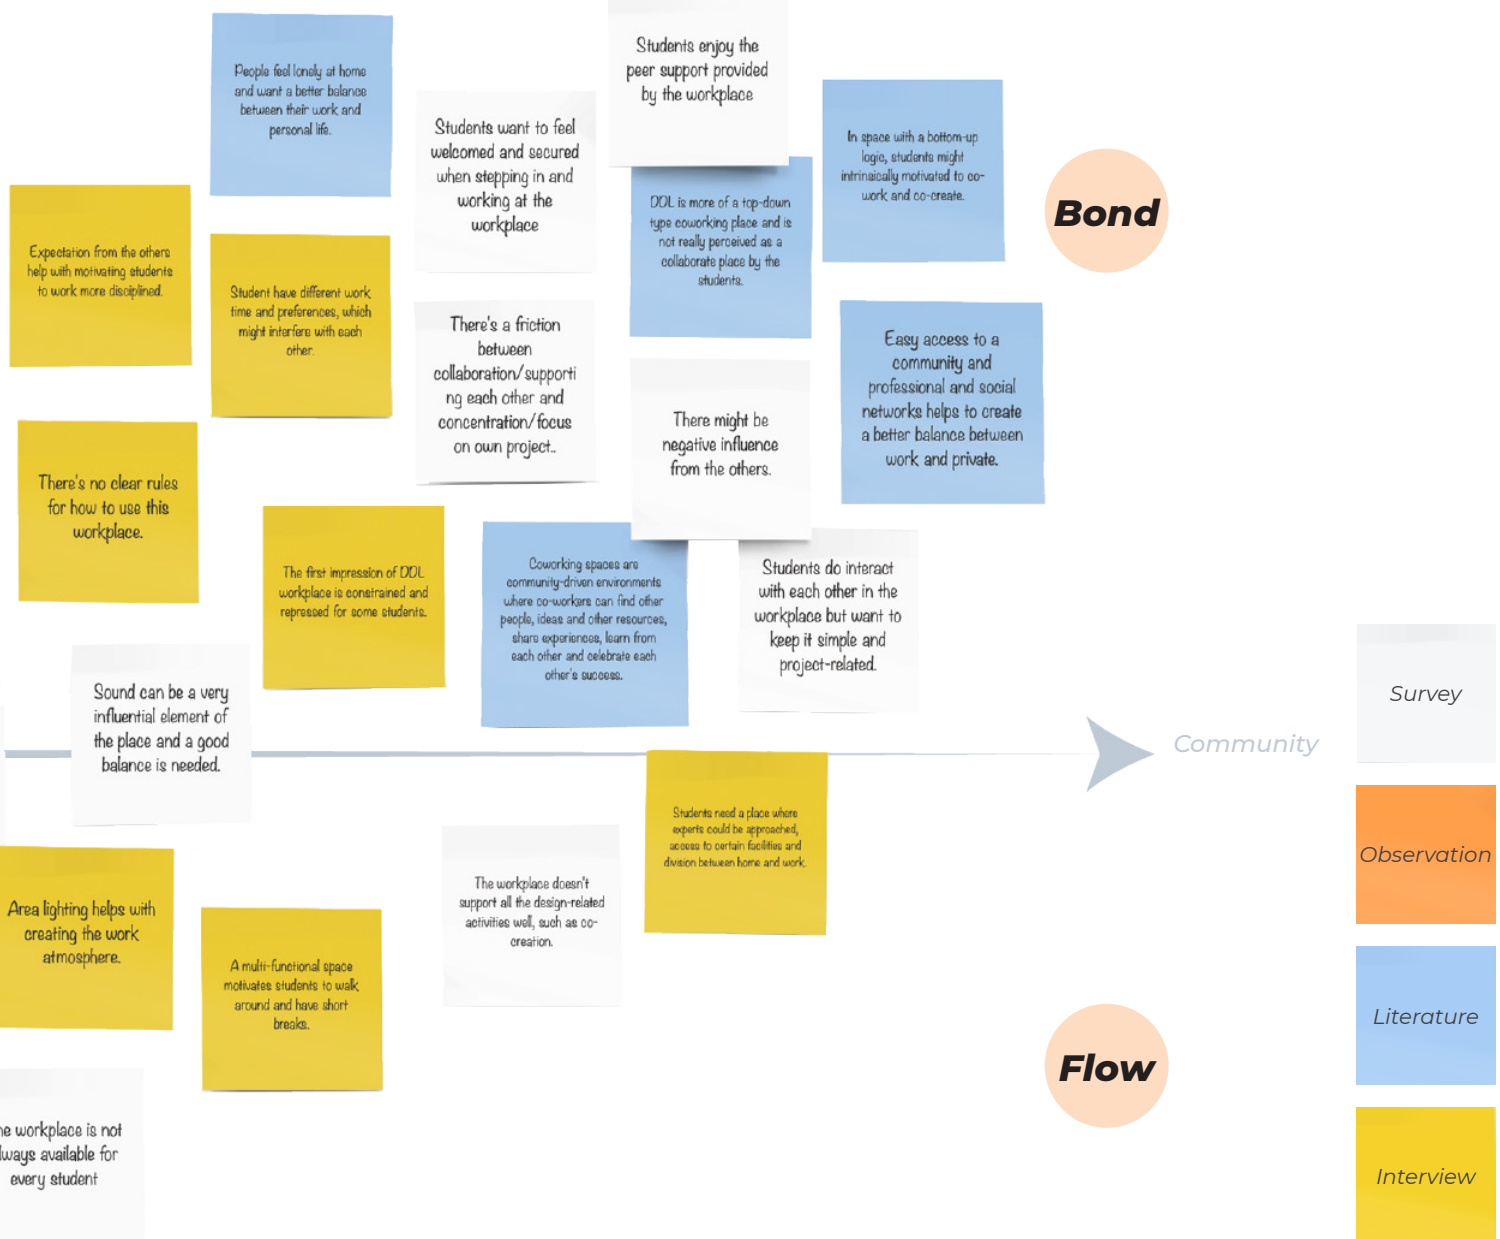 People feel lonely at home
and want a better balance
between their work and
personal life.
Students enjoy the
peer support provided
by the workplace
Students want to feel
welcomed and secured
when stepping in and
working at the
workplace
In space with a bottom-up
logic, students might
intrinsically motivated to co-
work and co-create.
Bond
DDL is more of a top-down
type coworking place and is
not really perceived as a
collaborate place by the
students.
Expectation from the others
help with motivating students
to work more disciplined.
Student have different work
time and preferences, which
might interfere with each
other.
There's a friction
between
collaboration/supporti
ng each other and
concentration/focus
on own project..
Easy access to a
community and
professional and social
networks helps to create
a better balance between
work and private.
There might be
negative influence
from the others.
There's no clear rules
for how to use this
workplace.
The first impression of DDL
workplace is constrained and
repressed for some students.
Coworking spaces are
community-driven environments
where co-workers can find other
people, ideas and other resources,
share experiences, learn from
each other and celebrate each
other's success.
Students do interact
with each other in the
workplace but want to
keep it simple and
project-related.
Sound can be a very
influential element of
the place and a good
balance is needed.
Community
Survey
Observation
Literature
Interview
Students need a place where
experts could be approached,
access to certain facilities and
division between home and work.
The workplace doesn't
support all the design-related
activities well, such as co-
creation.
Area lighting helps with
creating the work
atmosphere.
A multi-functional space
motivates students to walk
around and have short
breaks.
Flow
workplace is not
available for
every student